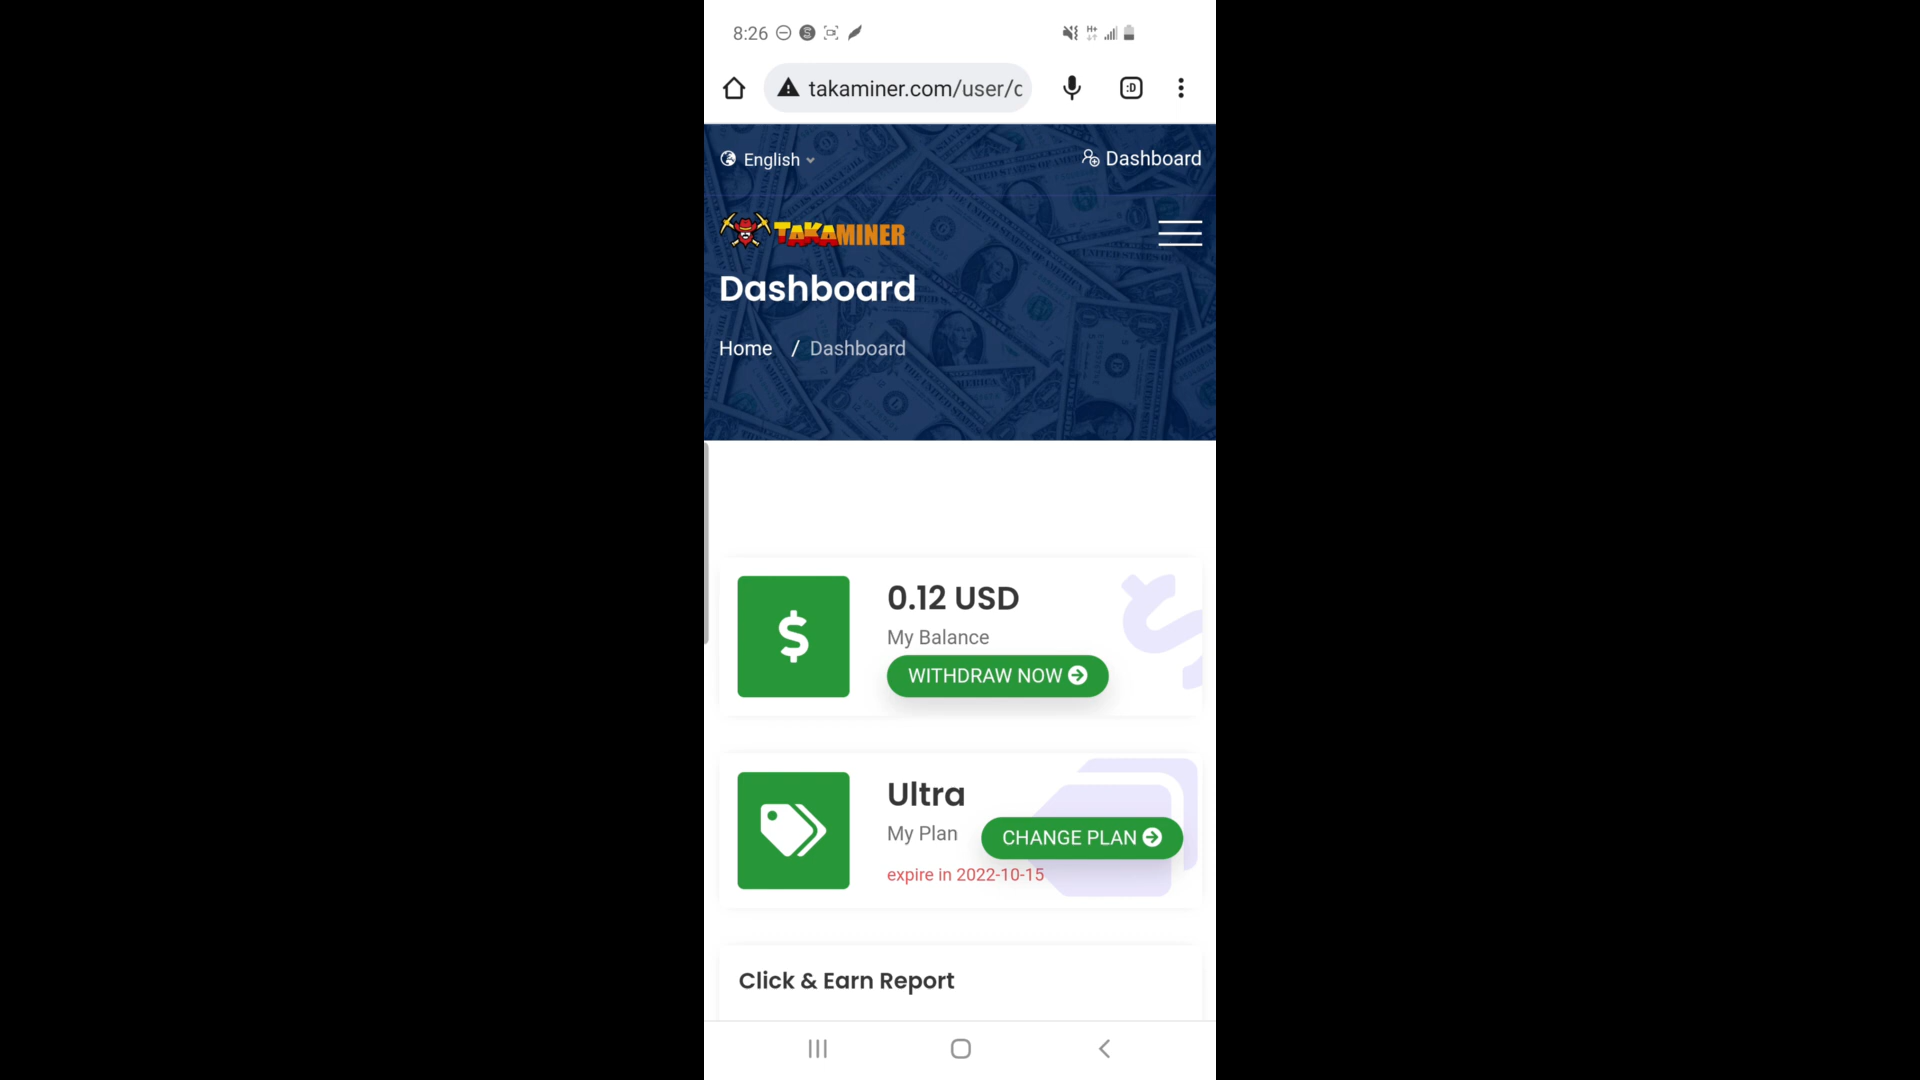 8:26
takaminer.com/user/c
English
Dashboard
TAKAMINER
Dashboard
Home / Dashboard
0.12 USD
My Balance
WITHDRAW NOW
Ultra
My Plan
CHANGE PLAN
expire in 2022-10-15
Click & Earn Report